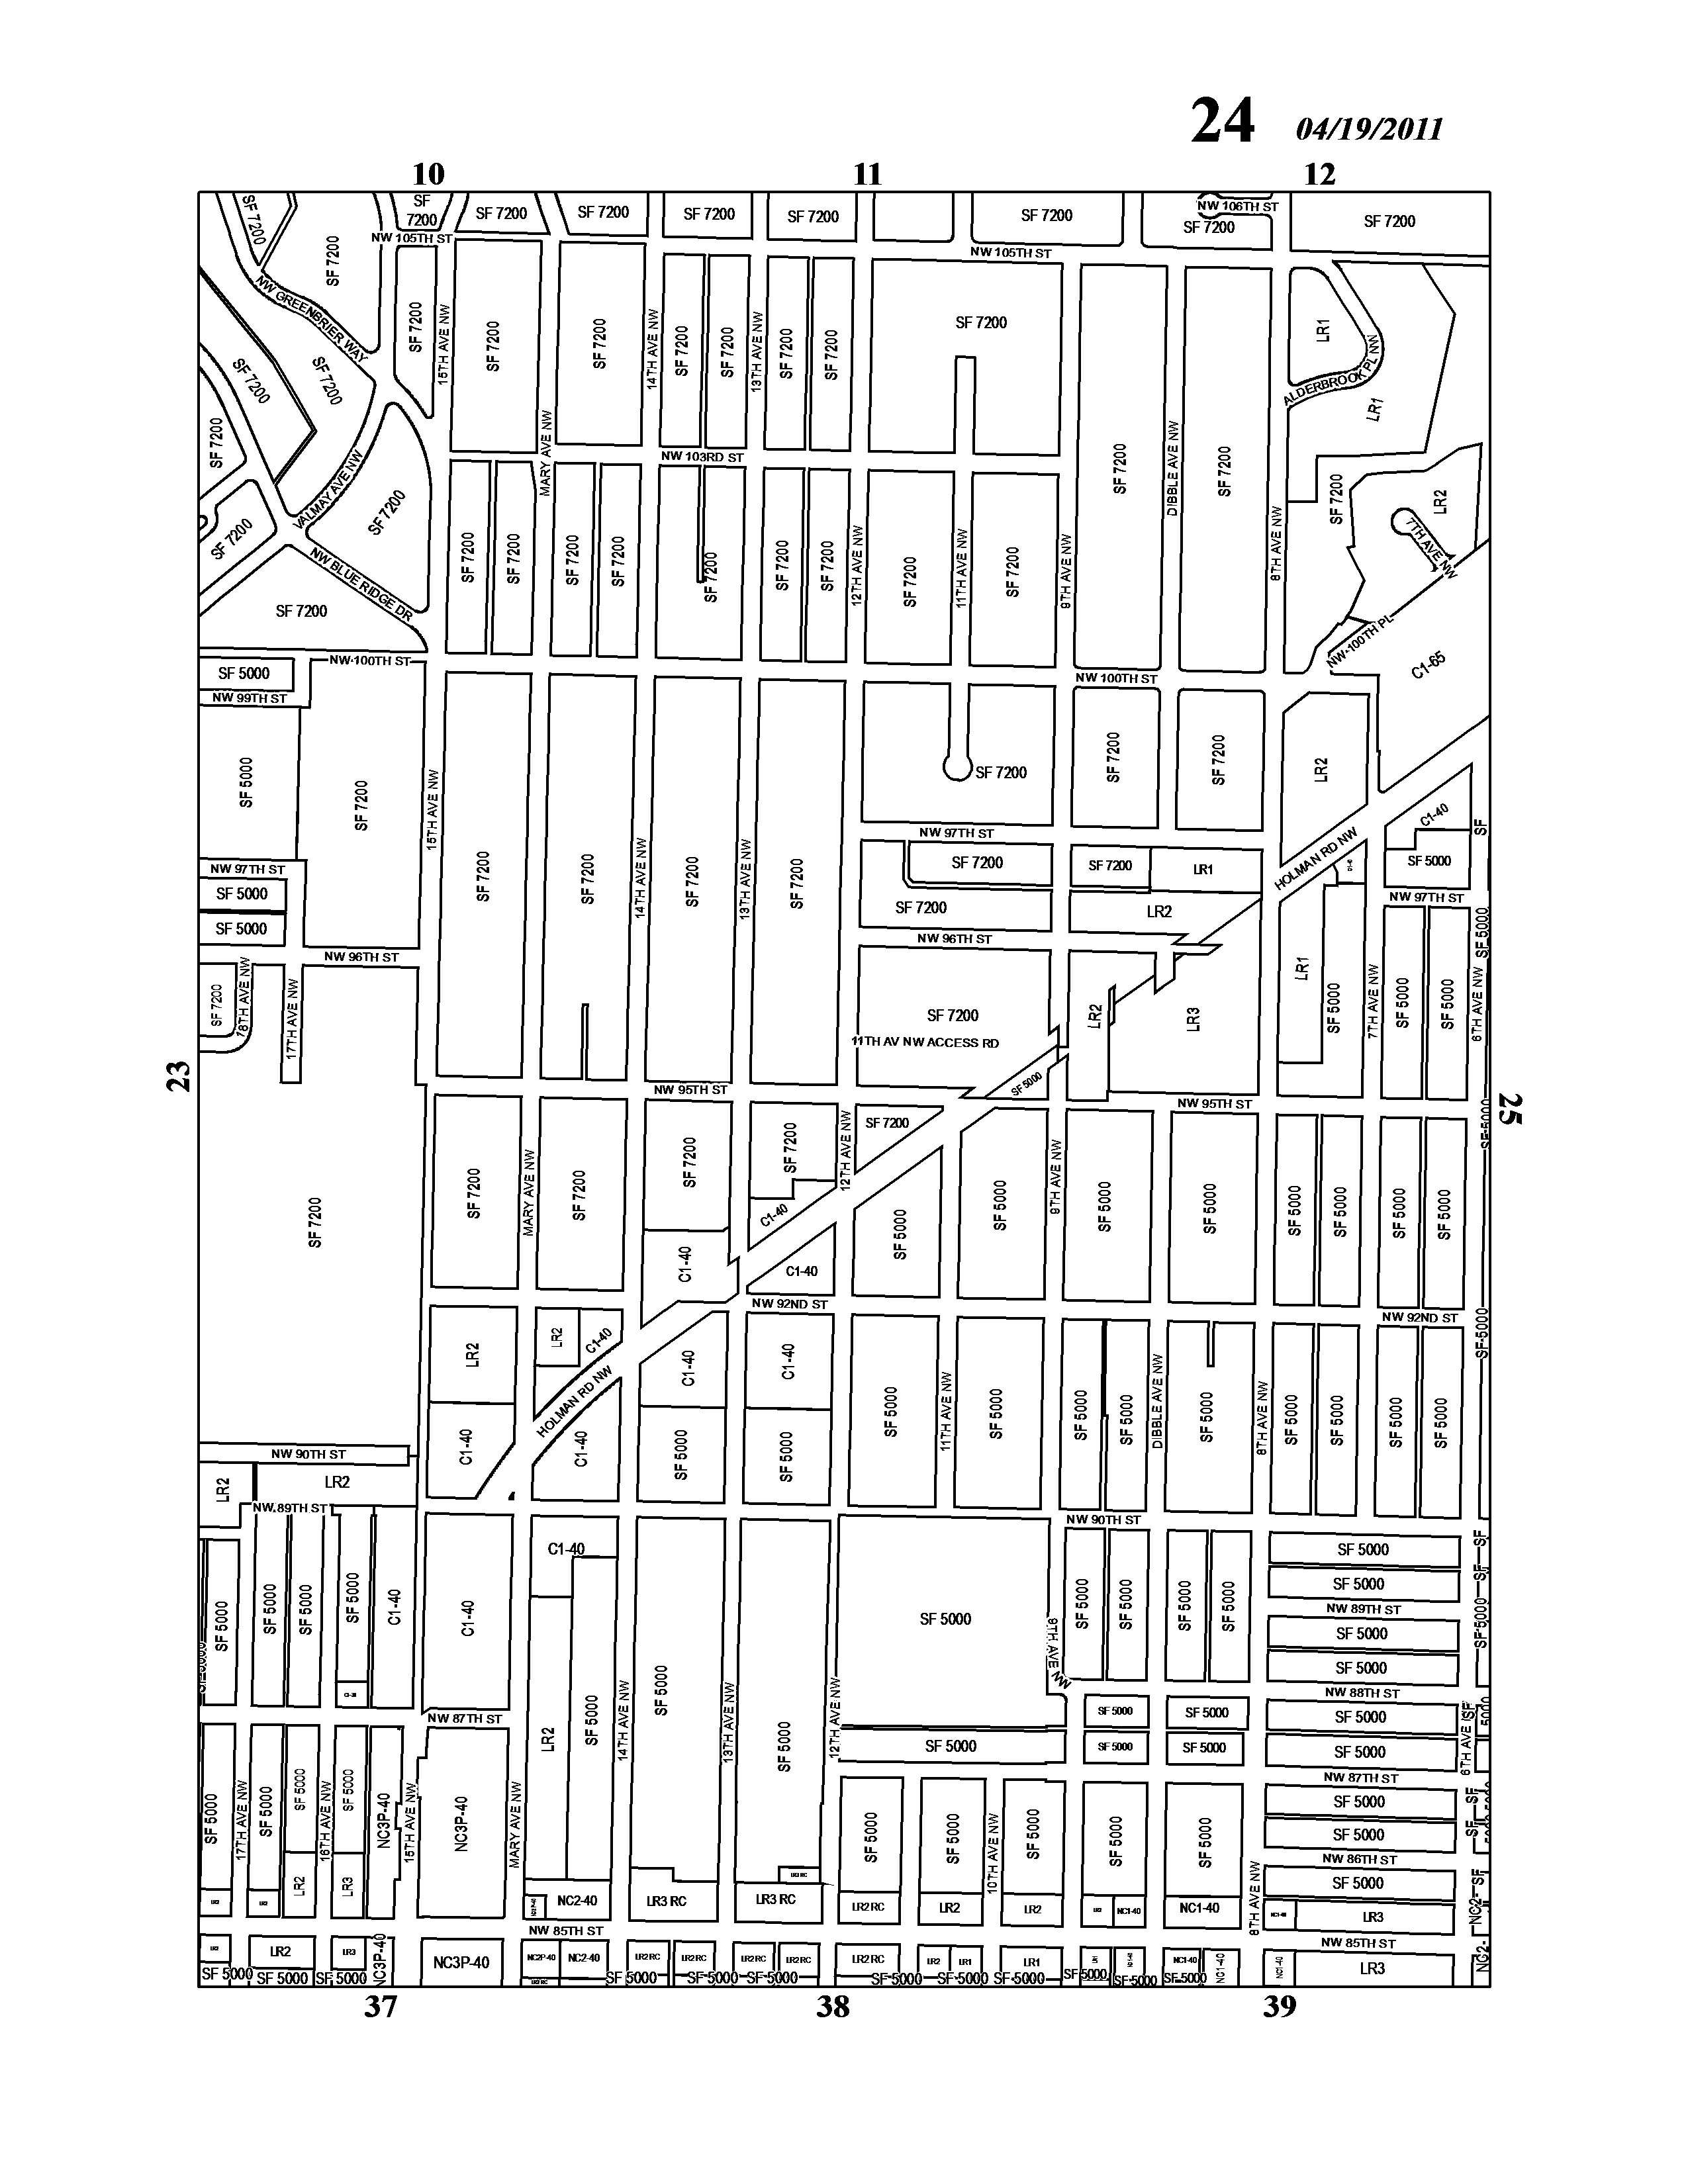 24 04/19/2011
10 11 12
SF 7200
SF
7200
SF 7200
SF 7200
SF 7200
SF 7200
SF 7200
NW 106TH ST
SF 7200
SF 7200
NW 105TH ST
SF 7200
NW 105TH ST
NW GREENBRIER WAY
SF 7200
15TH AVE NW
SF 7200
SF 7200
14TH AVE NW
SF 7200
SF 7200
13TH AVE NW
SF 7200
SF 7200
SF 7200
LR1
ALDERBROOK PL NW
LR1
SF 7200
SF 7200
SF 7200
MARY AVE NW
NW 103RD ST
SF 7200
DIBBLE AVE NW
SF 7200
SF 7200
LR2
7TH AVE NW
VALMAY AVE NW
SF 7200
SF 7200
NW BLUE RIDGE DR
SF 7200
SF 7200
SF 7200
SF 7200
SF 7200
SF 7200
SF 7200
12TH AVE NW
SF 7200
11TH AVE NW
SF 7200
9TH AVE NW
8TH AVE NW
SF 7200
NW 100TH PL
C1-65
NW 100TH ST
SF 5000
NW 99TH ST
NW 100TH ST
SF 5000
SF 7200
15TH AVE NW
SF 7200
SF 7200
SF 7200
LR2
C1-40
SF
NW 97TH ST
HOLMAN RD NW
SF 7200
SF 7200
14TH AVE NW
SF 7200
13TH AVE NW
SF 7200
SF 7200
SF 7200
LR1
SF 5000
NW 97TH ST
SF 5000
SF 7200
LR2
NW 97TH ST
SF 5000
NW 96TH ST
SF 5000
NW 96TH ST
SF 7200
18TH AVE NW
17TH AVE NW
SF 7200
LR2
LR3
LR1
SF 5000
7TH AVE NW
SF 5000
SF 5000
6TH AVE NW
11TH AV NW ACCESS RD
23
SF 5000
NW 95TH ST
NW 95TH ST
25
SF 5000
SF 7200
SF 7200
MARY AVE NW
SF 7200
SF 7200
SF 7200
12TH AVE NW
SF 7200
C1-40
SF 7200
SF 5000
SF 5000
9TH AVE NW
SF 5000
SF 5000
SF 5000
SF 5000
SF 5000
SF 5000
C1-40
C1-40
NW 92ND ST
NW 92ND ST
SF 5000
LR2
LR2
C1-40
HOLMAN RD NW
C1-40
C1-40
C1-40
C1-40
SF 5000
SF 5000
SF 5000
11TH AVE NW
SF 5000
SF 5000
SF 5000
DIBBLE AVE NW
SF 5000
8TH AVE NW
SF 5000
SF 5000
SF 5000
SF 5000
NW 90TH ST
LR2
LR2
NW 89TH ST
NW 90TH ST
C1-40
SF 5000
SF
SF 5000
SF 5000
SF 5000
SF 5000
SF 5000
C1-40
C1-40
SF 5000
SF 5000
SF 5000
SF 5000
SF 5000
SF 5000
NW 89TH ST
SF 5000
SF 5000
SF 5000
9TH AVE NW
NW 88TH ST
NW 87TH ST
LR2
SF 5000
14TH AVE NW
SF 5000
13TH AVE NW
SF 5000
12TH AVE NW
SF 5000
SF 5000
SF 5000
SF 5000
SF 5000
SF 5000
SF 5000
6TH AVE
SF
NW 87TH ST
SF 5000
17TH AVE NW
SF 5000
SF 5000
16TH AVE NW
SF 5000
NC3P-40
15TH AVE NW
NC3P-40
MARY AVE NW
SF 5000
SF 5000
10TH AVE NW
SF 5000
SF 5000
SF 5000
SF 5000
SF
SF 5000
NW 86TH ST
SF 5000
LR2
LR3
NC2-40
LR3 RC
LR3 RC
LR2 RC
LR2
LR2
NC1-40
NC1-40
8TH AVE NW
LR3
NC2-
SF
NW 85TH ST
NW 85TH ST
LR2
LR3
NC3P-40
NC3P-40
NC2P-40
NC2-40
LR2 RC
LR2 RC
LR2 RC
LR2 RC
LR2 RC
LR2
LR1
LR1
NC1-40
NC1-40
NC1-40
LR3
NC2-
SF 5000
SF 5000
SF 5000
SF 5000
SF 5000
SF 5000
SF 5000
SF 5000
SF 5000
SF 5000
SF 5000
SF 5000
37 38 39